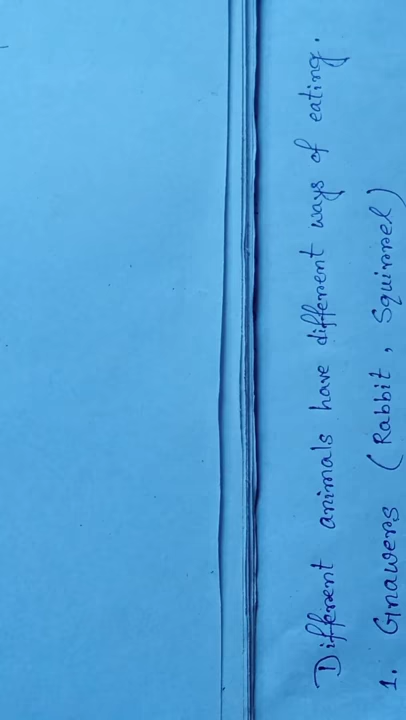 Different animals have different ways of eating.
1. Gnawers (Rabbit, Squirrel)